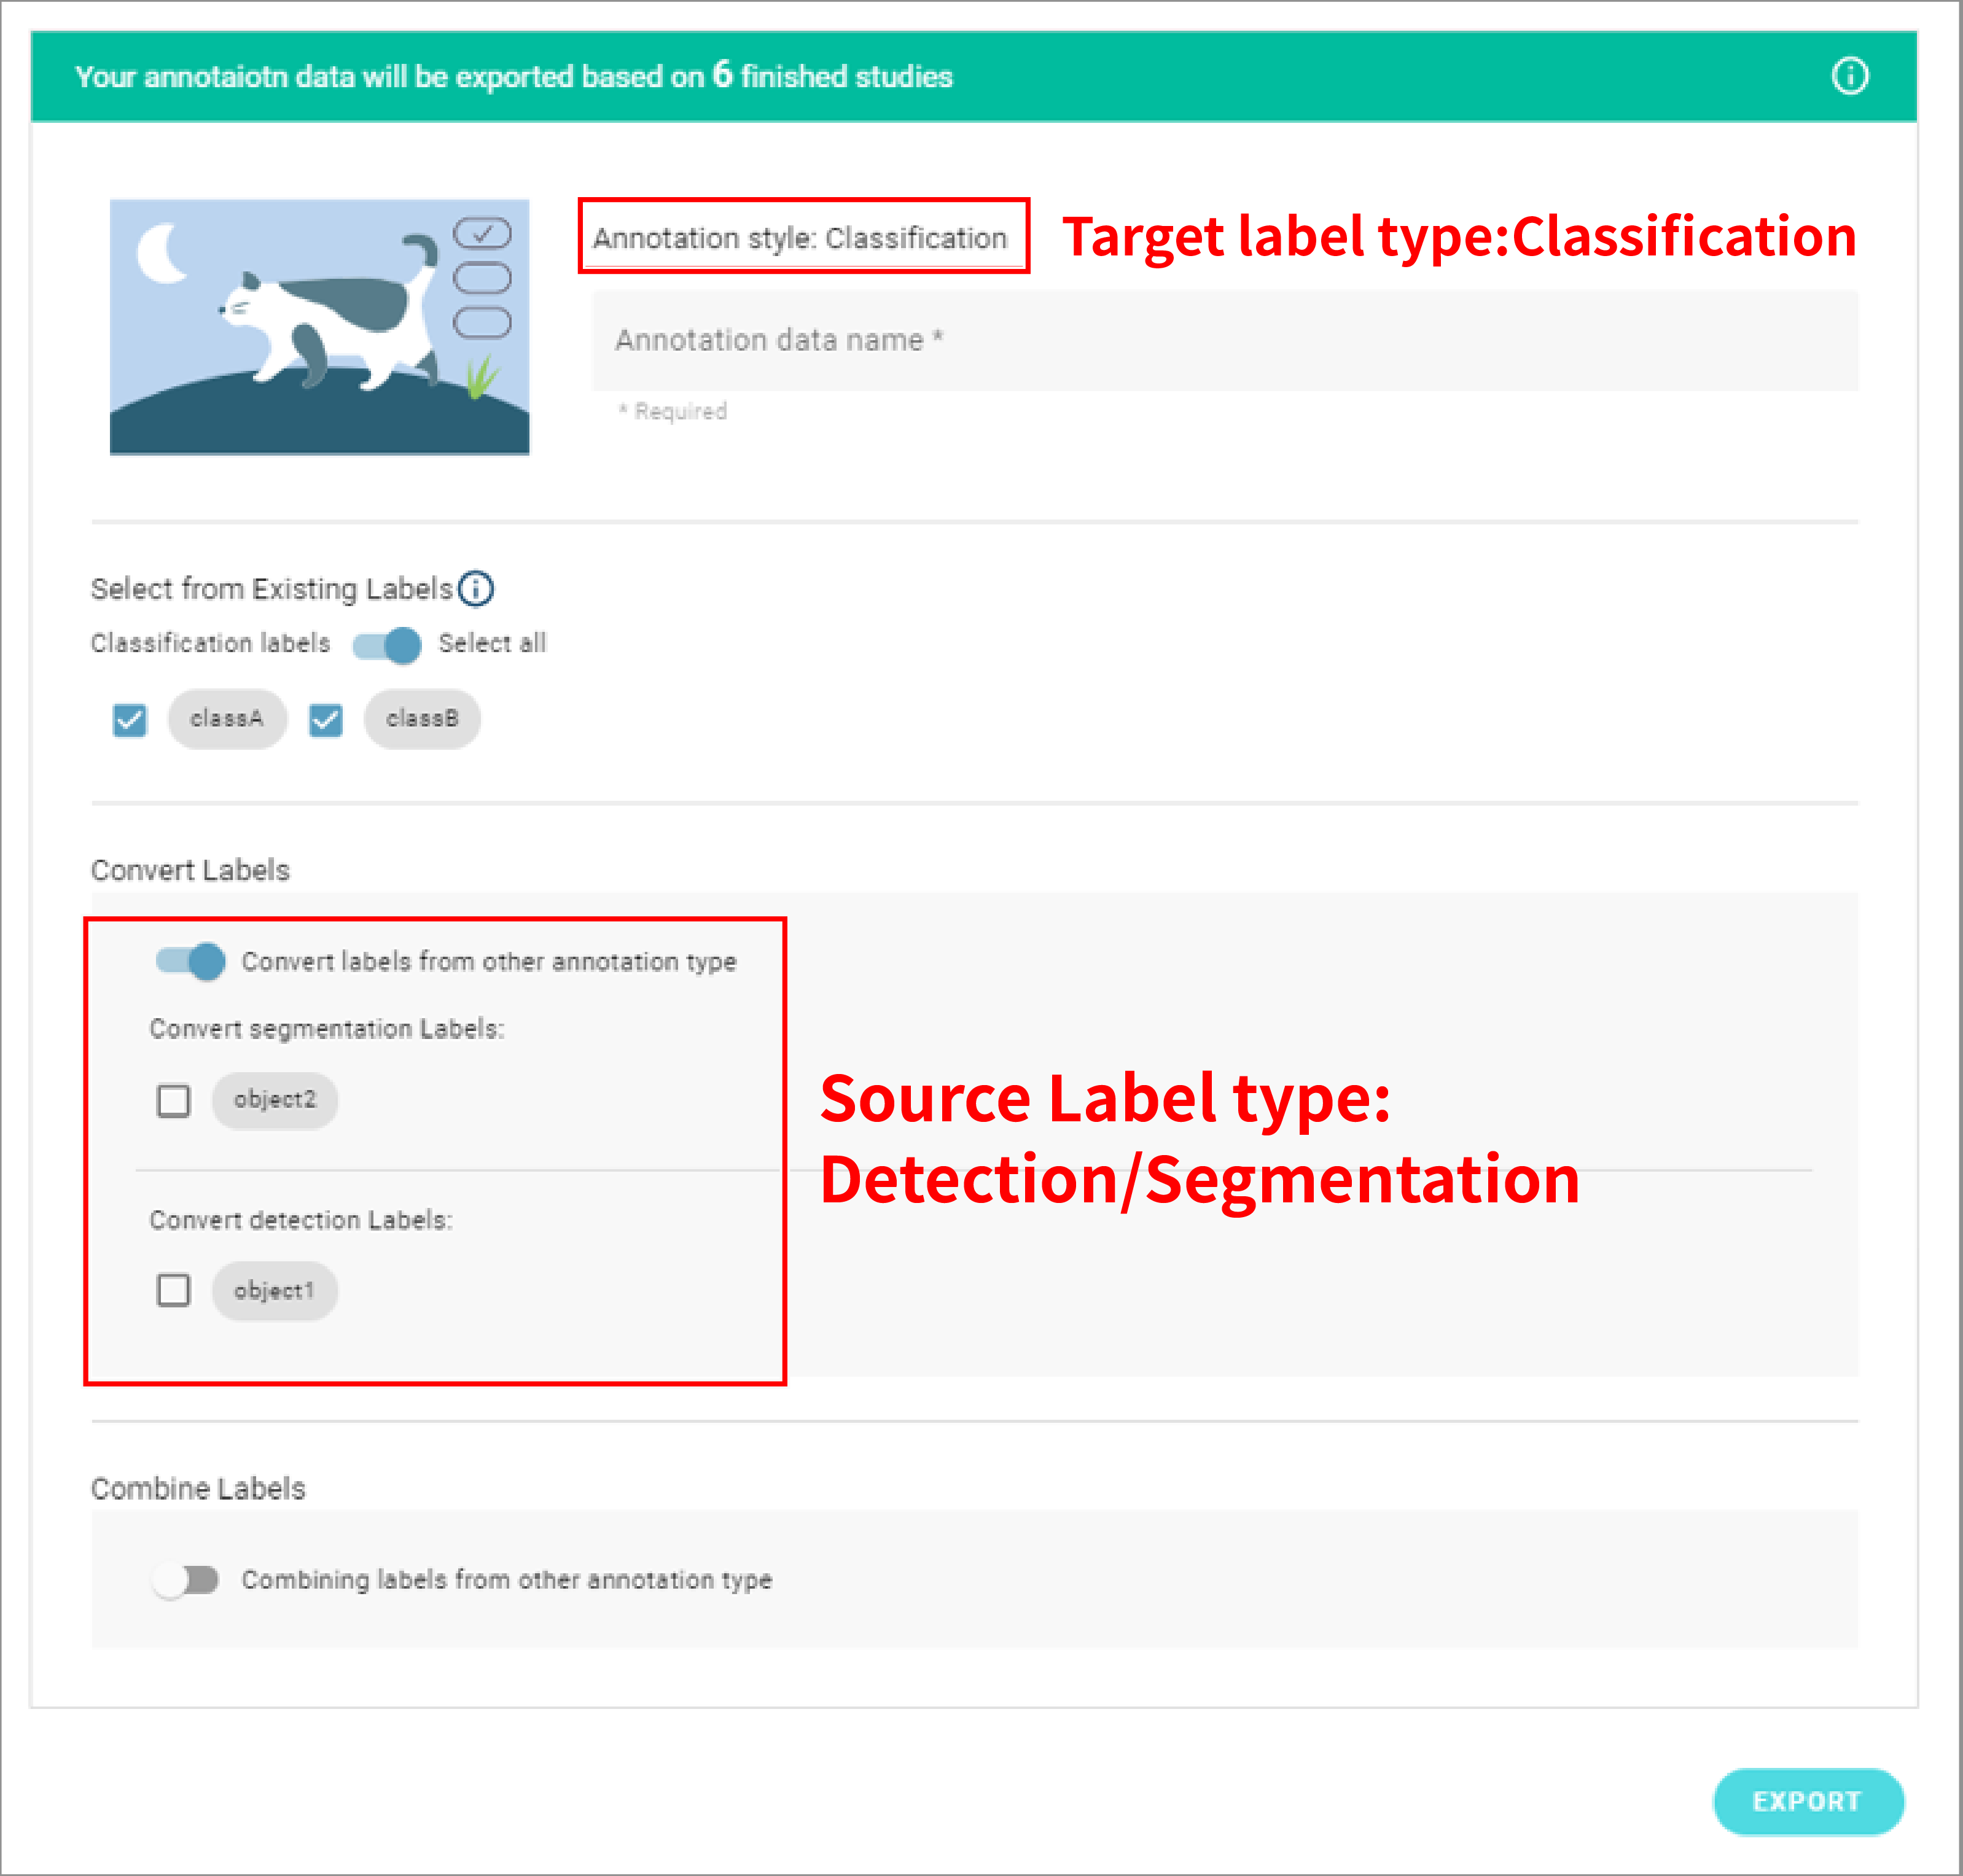 Your annotaiotn data will be exported based on 6 finished studies
Annotation style: Classification
Target label type:Classification
Annotation data name *
* Required
Select from Existing Labels
Classification labels Select all
classA classB
Convert Labels
Convert labels from other annotation type
Convert segmentation Labels:
object2
Source Label type:
Detection/Segmentation
Convert detection Labels:
object1
Combine Labels
Combining labels from other annotation type
EXPORT